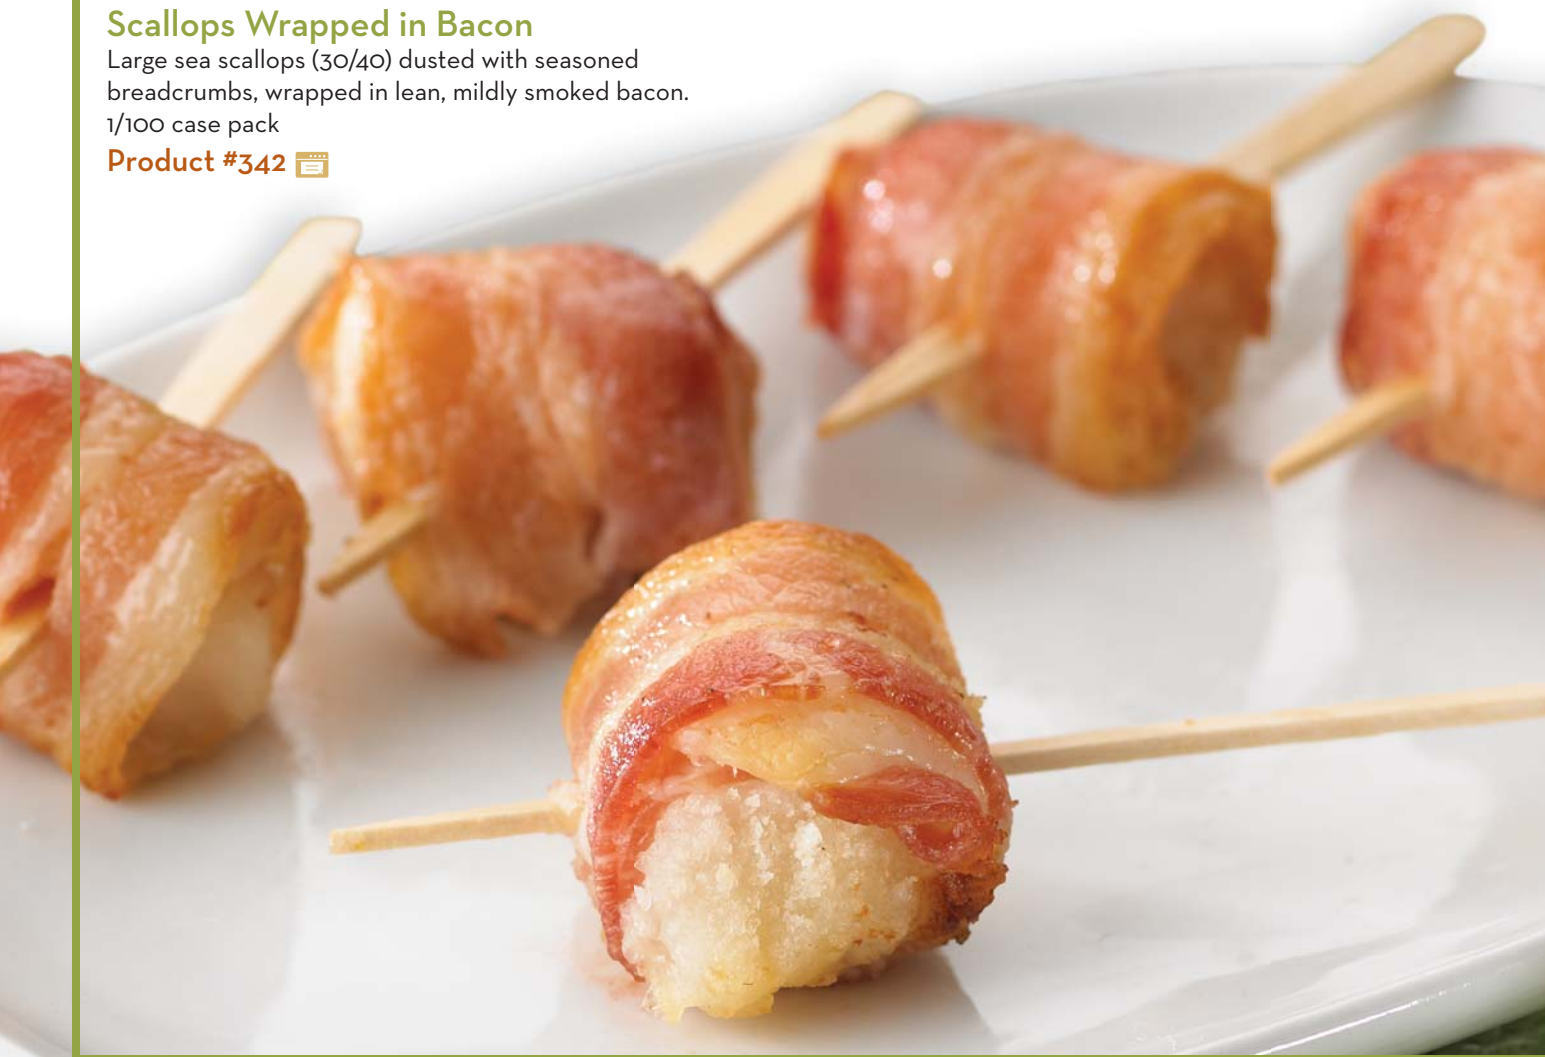 Scallops Wrapped in Bacon
Large sea scallops (30/40) dusted with seasoned
breadcrumbs, wrapped in lean, mildly smoked bacon.
1/100 case pack
Product #342